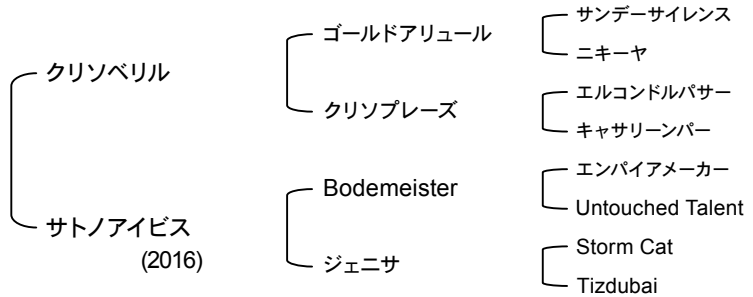 クリソベリル
サトノアイビス
(2016)
ゴールドアリュール
クリソプレーズ
Bodemeister
ジェニサ
サンデーサイレンス
ニキーヤ
エルコンドルパサー
キャサリーンパー
エンパイアメーカー
Untouched Talent
Storm Cat
Tizdubai